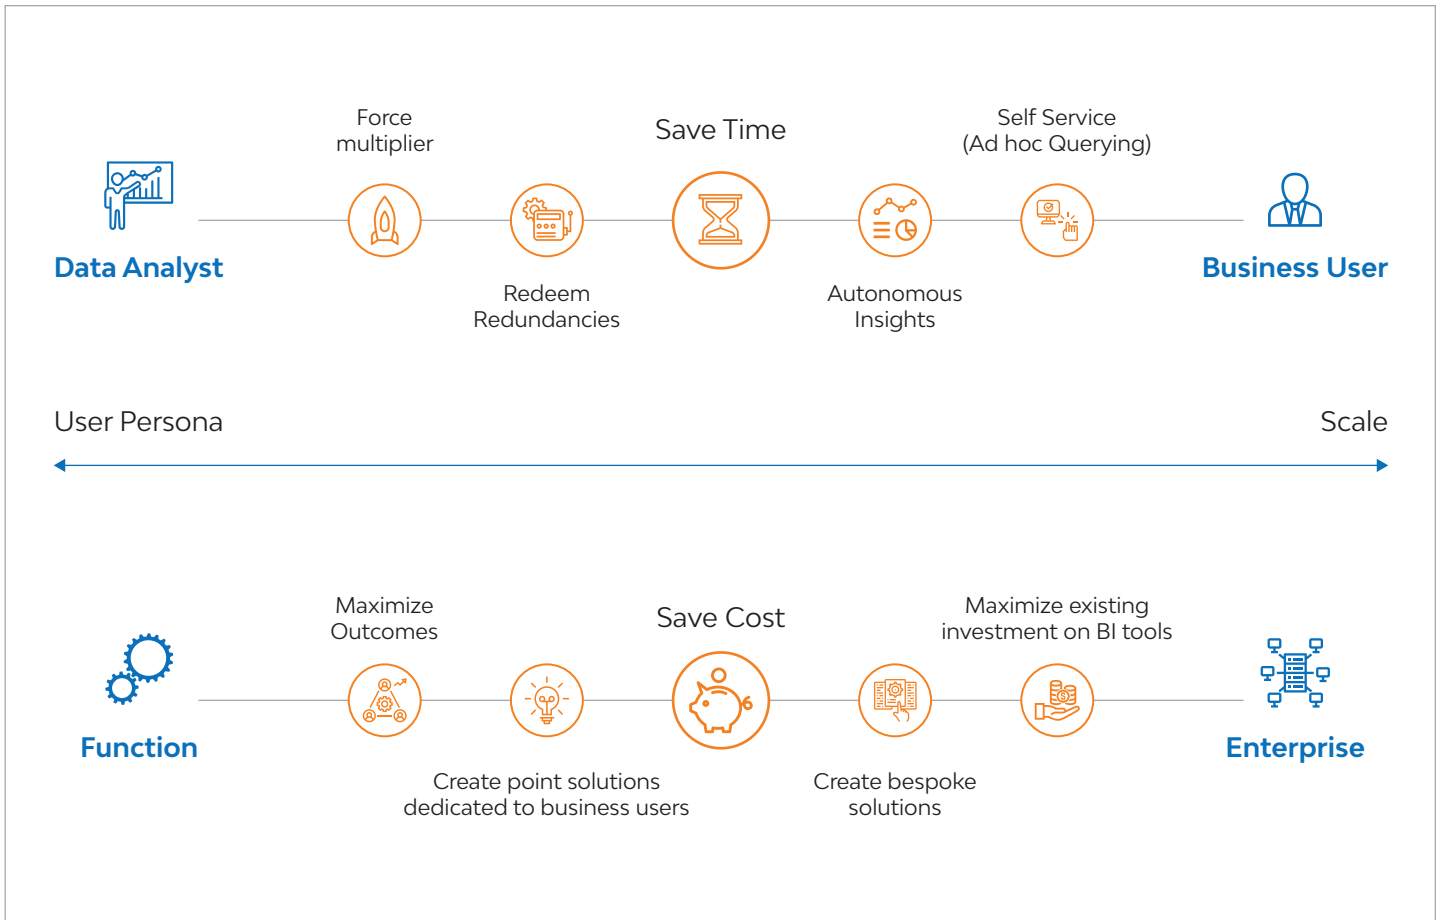 Force
multiplier
Save Time
Self Service
(Ad hoc Querying)
Data Analyst
Business User
Redeem
Redundancies
Autonomous
Insights
User Persona
Scale
Maximize
Outcomes
Save Cost
Maximize existing
investment on BI tools
Function
Enterprise
Create point solutions
dedicated to business users
Create bespoke
solutions